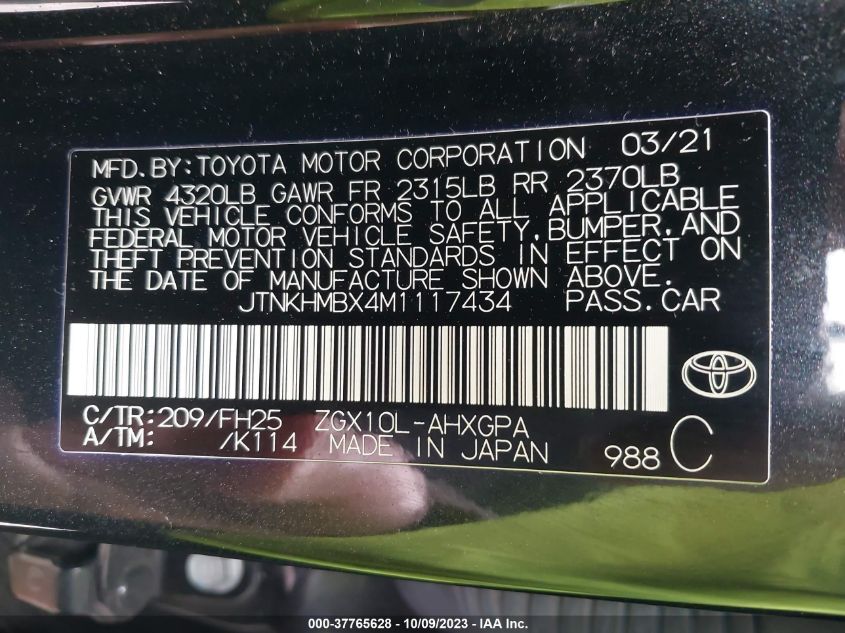 MFD.BY:TOYOTA MOTOR CORPORATION 03/21
GVWR 4320LB GAWR FR 2315LB RR 2370LB
THIS VEHICLE CONFORMS TO ALL APPLICABLE
FEDERAL MOTOR VEHICLE SAFETY,BUMPER,AND
THEFT PREVENTION STANDARDS IN EFFECT ON
THE DATE OF MANUFACTURE SHOWN ABOVE.
JTNKHMBX4M1117434 PASS.CAR
C/TR:209/FH25 ZGX10L-AHXGPA
A/TM: /K114 MADE IN JAPAN 988 C
000-37765628 - 10/09/2023 - IAA Inc.